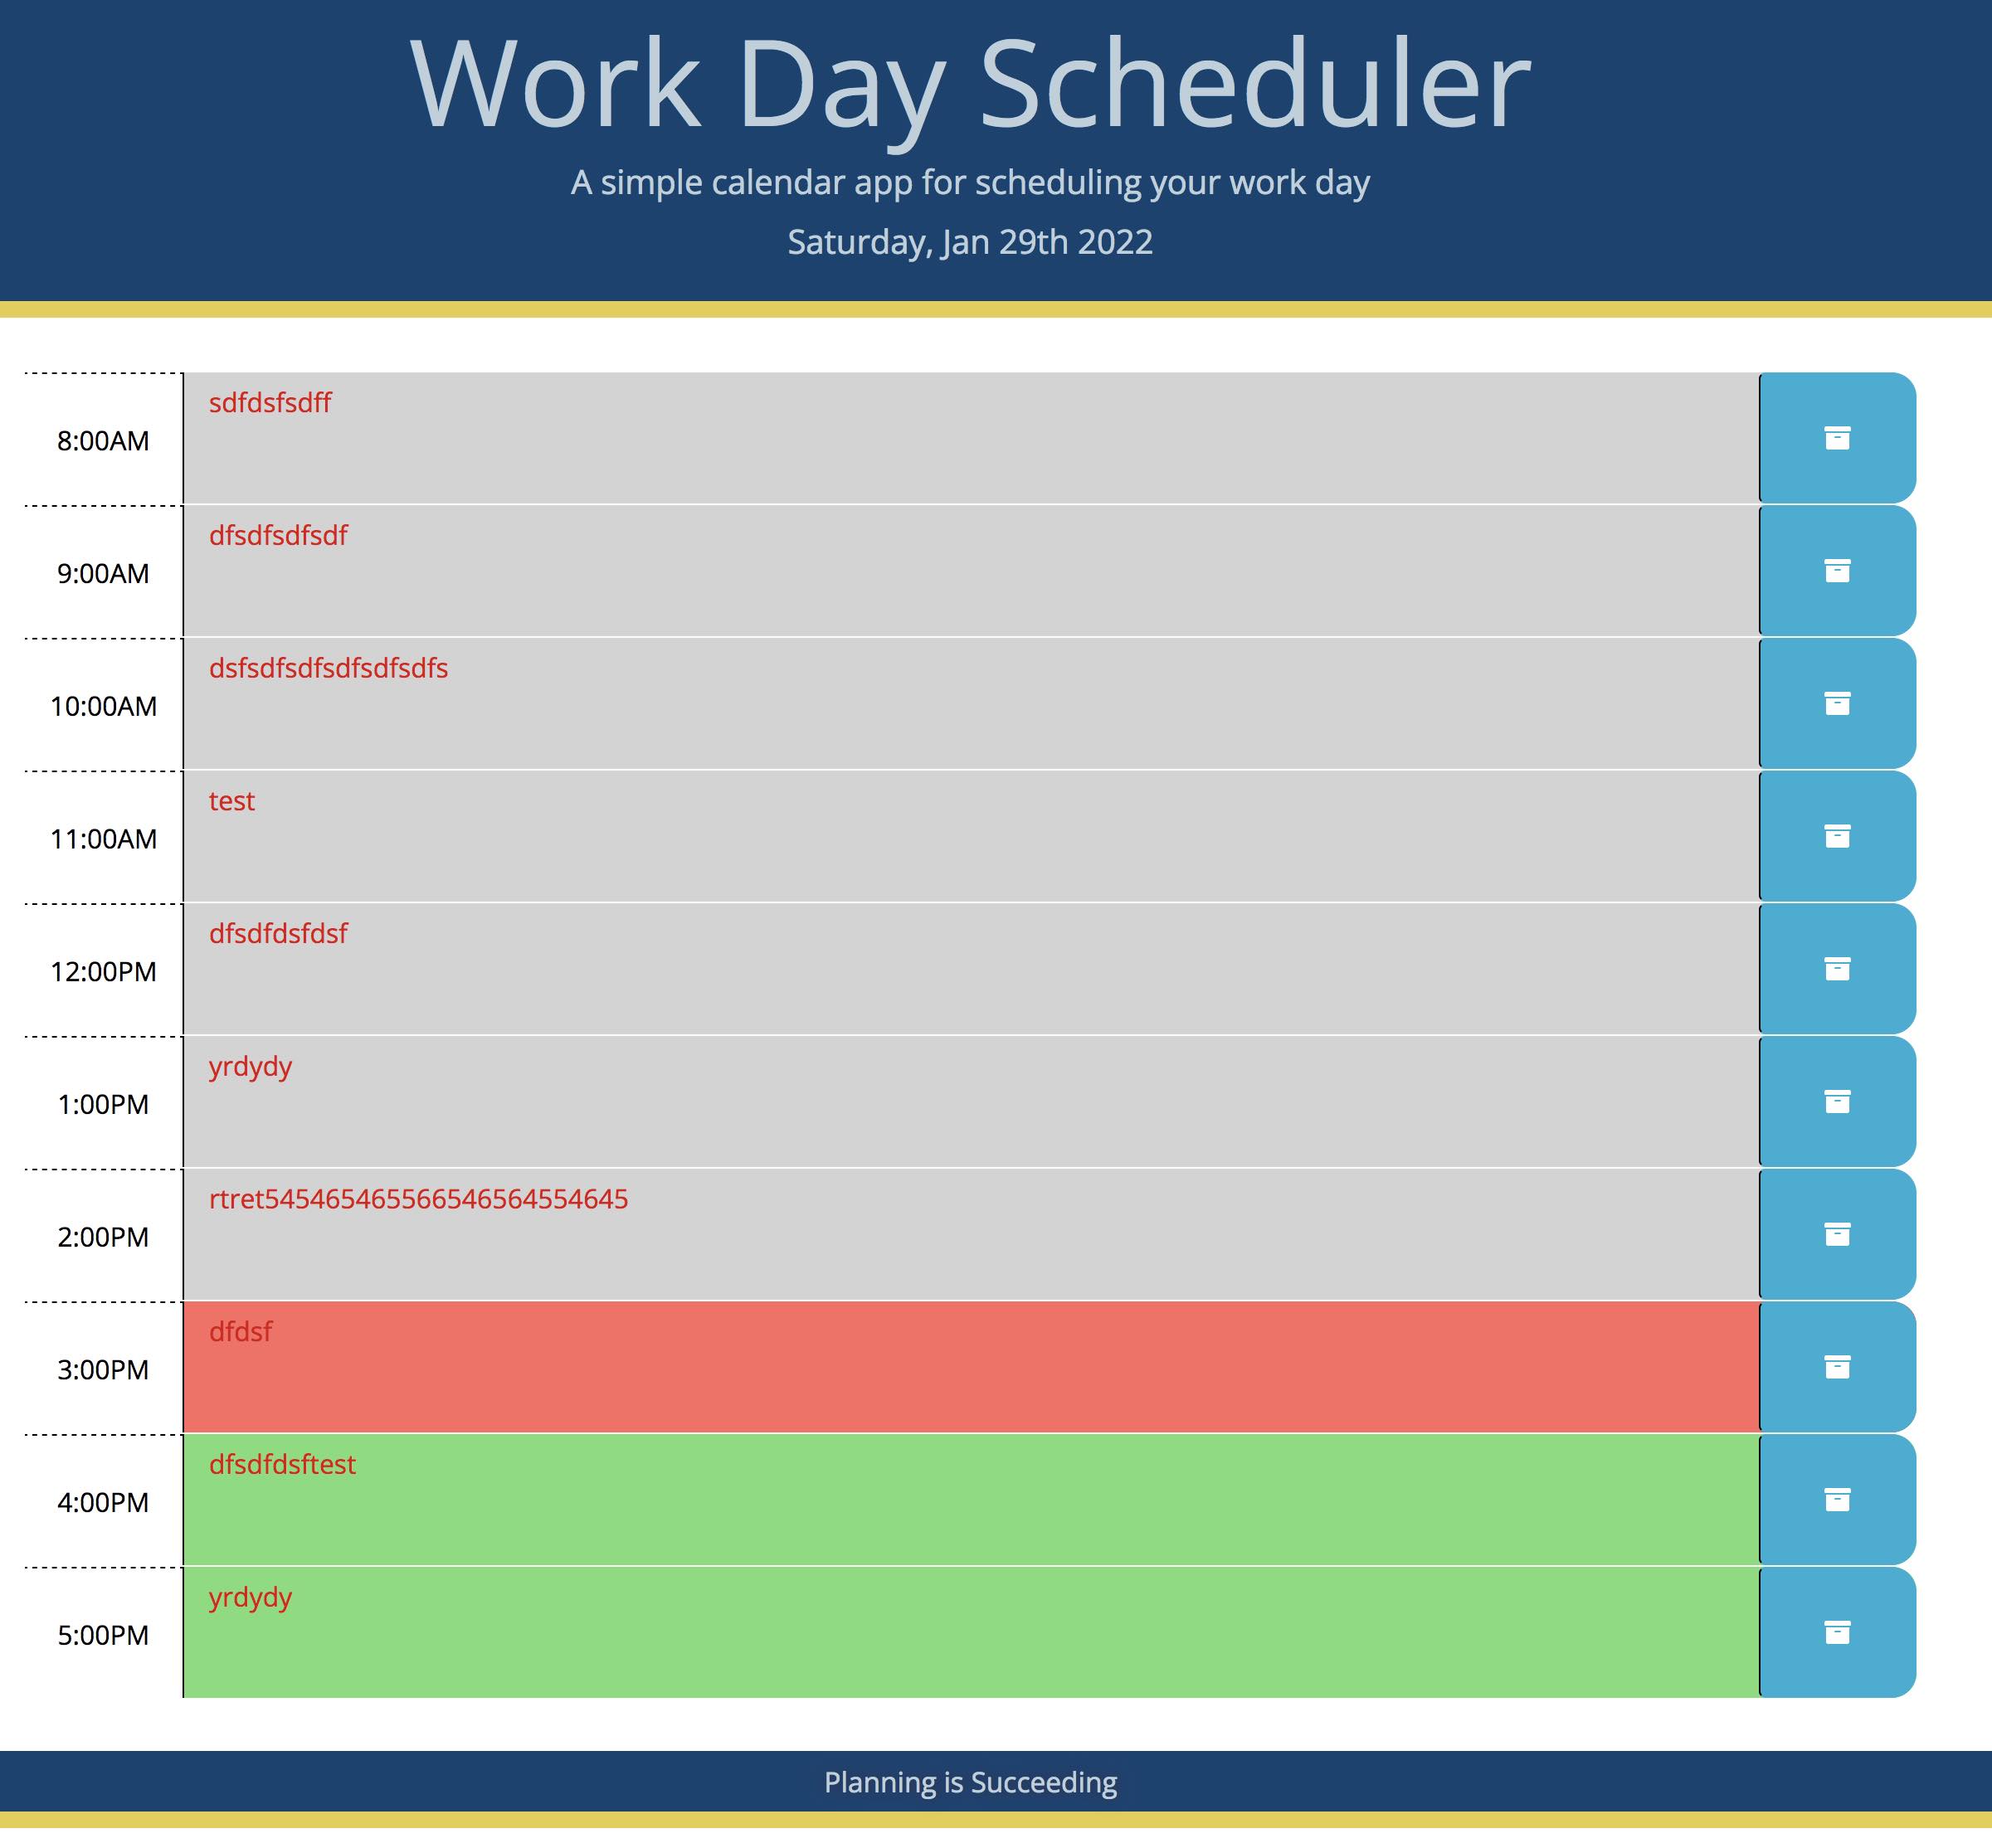 Work Day Scheduler
A simple calendar app for scheduling your work day
Saturday, Jan 29th 2022
8:00AM sdfdsfsdff
9:00AM dfsdfsdfsdf
10:00AM dsfsdfsdfsdfsdfsdfs
11:00AM test
12:00PM dfsdfdsfdsf
1:00PM yrdydy
2:00PM rtret545465465566546564554645
3:00PM dfdsf
4:00PM dfsdfdsftest
5:00PM yrdydy
Planning is Succeeding